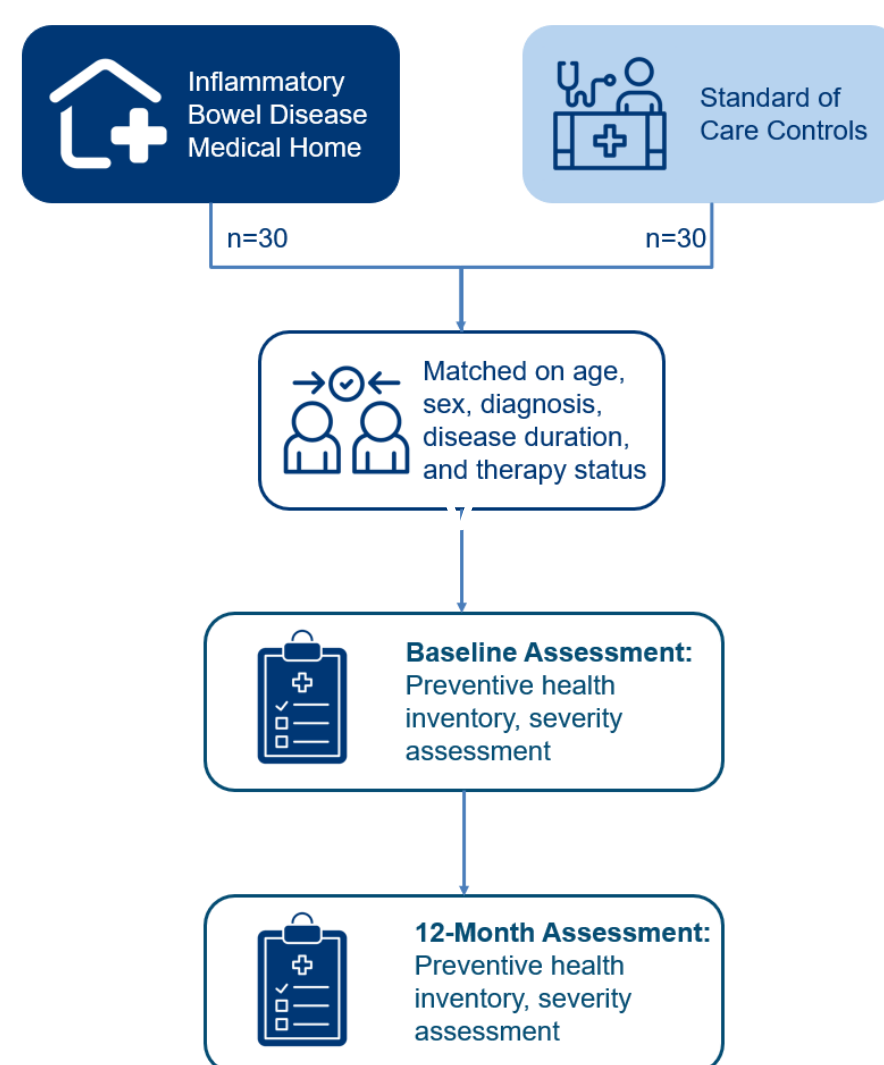 Inflammatory
Bowel Disease
Medical Home
Standard of
Care Controls
n=30
n=30
Matched on age,
sex, diagnosis,
disease duration,
and therapy status
Baseline Assessment:
Preventive health
inventory, severity
assessment
12-Month Assessment:
Preventive health
inventory, severity
assessment